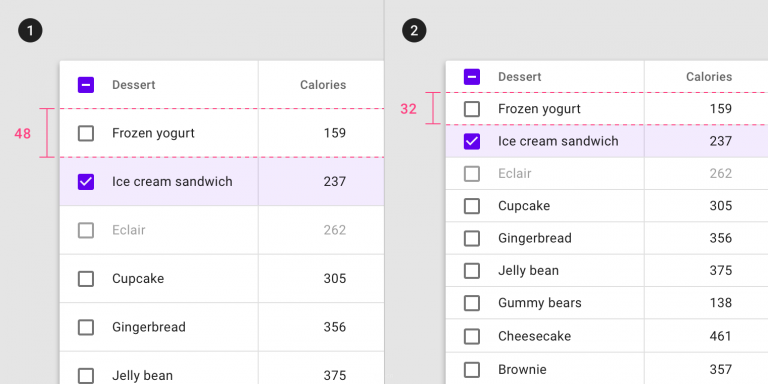 1
Dessert Calories
48
Frozen yogurt 159
Ice cream sandwich 237
Eclair 262
Cupcake 305
Gingerbread 356
Jelly bean 375
2
Dessert Calories
32
Frozen yogurt 159
Ice cream sandwich 237
Eclair 262
Cupcake 305
Gingerbread 356
Jelly bean 375
Gummy bears 138
Cheesecake 461
Brownie 357